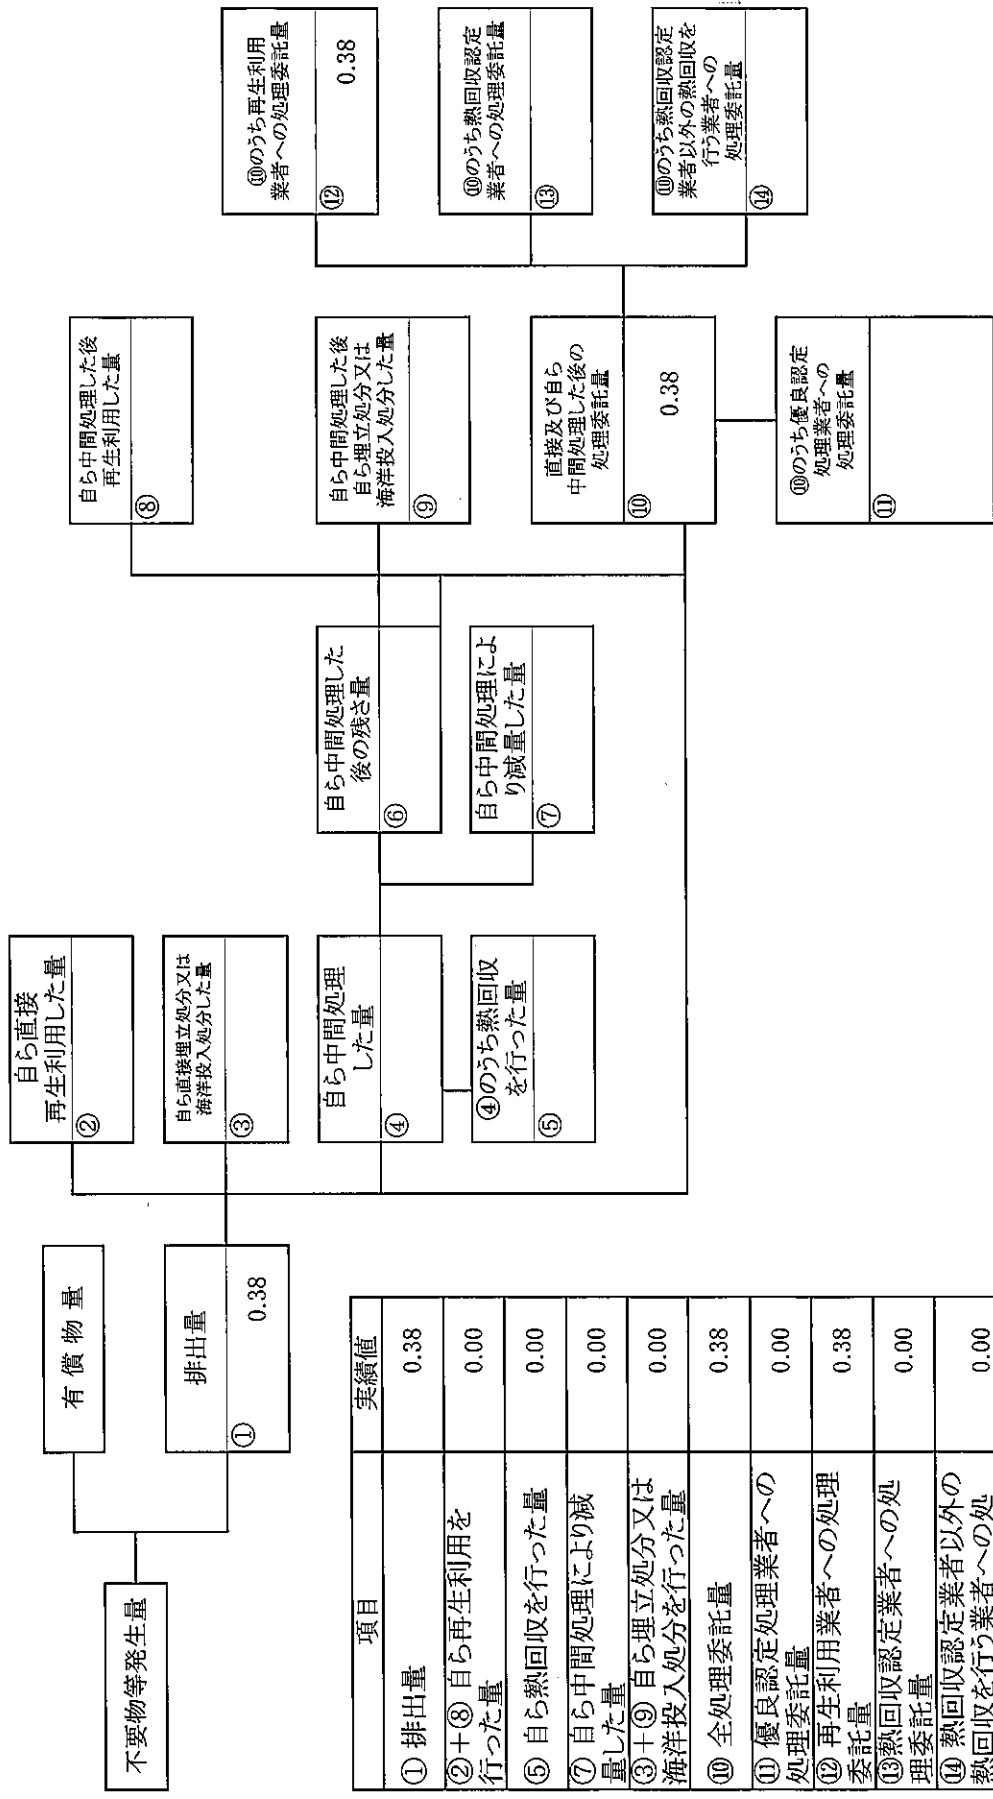 不要物等発生量
有償物量
排出量
①
0.38
自ら直接
再生利用した量
②
自ら直接埋立処分又は
海洋投入処分した量
③
自ら中間処理
した量
④
④のうち熱回収
を行った量
⑤
自ら中間処理した
後の残さ量
⑥
自ら中間処理によ
り減量した量
⑦
自ら中間処理した後
再生利用した量
⑧
自ら中間処理した後
自ら埋立処分又は
海洋投入処分した量
⑨
直接及び自ら
中間処理した後の
処理委託量
⑩
0.38
⑩のうち優良認定
処理業者への
処理委託量
⑪
⑩のうち再生利用
業者への処理委託量
⑫
0.38
⑩のうち熱回収認定
業者への処理委託量
⑬
⑩のうち熱回収認定
業者以外の熱回収を
行う業者への
処理委託量
⑭
項目 実績値
① 排出量 0.38
②+⑧ 自ら再生利用を
行った量 0.00
⑤ 自ら熱回収を行った量 0.00
⑦ 自ら中間処理により減
量した量 0.00
③+⑨ 自ら埋立処分又は
海洋投入処分を行った量 0.00
⑩ 全処理委託量 0.38
⑪ 優良認定処理業者への
処理委託量 0.00
⑫ 再生利用業者への処理
委託量 0.38
⑬熱回収認定業者への処
理委託量 0.00
⑭ 熱回収認定業者以外の
熱回収を行う業者への処 0.00